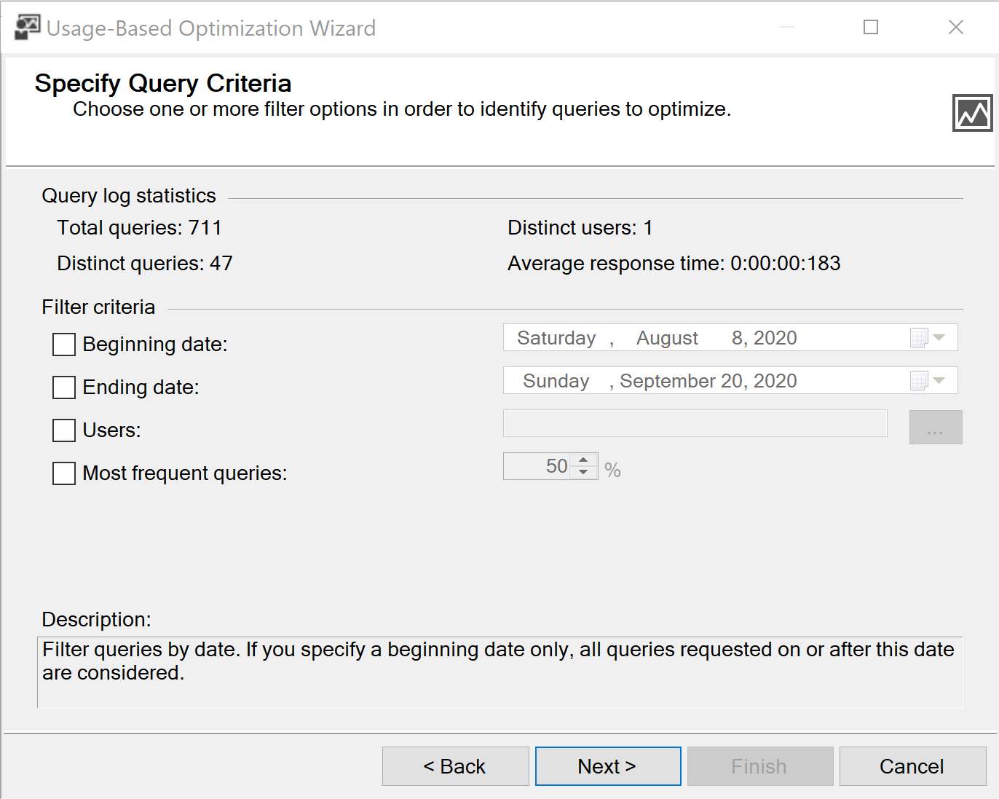 Usage-Based Optimization Wizard
Specify Query Criteria
Choose one or more filter options in order to identify queries to optimize.
Query log statistics
Total queries: 711
Distinct users: 1
Distinct queries: 47
Average response time: 0:00:00:183
Filter criteria
Beginning date:
Saturday , August 8, 2020
Ending date:
Sunday , September 20, 2020
Users:
...
Most frequent queries:
50 %
Description:
Filter queries by date. If you specify a beginning date only, all queries requested on or after this date
are considered.
< Back
Next >
Finish
Cancel